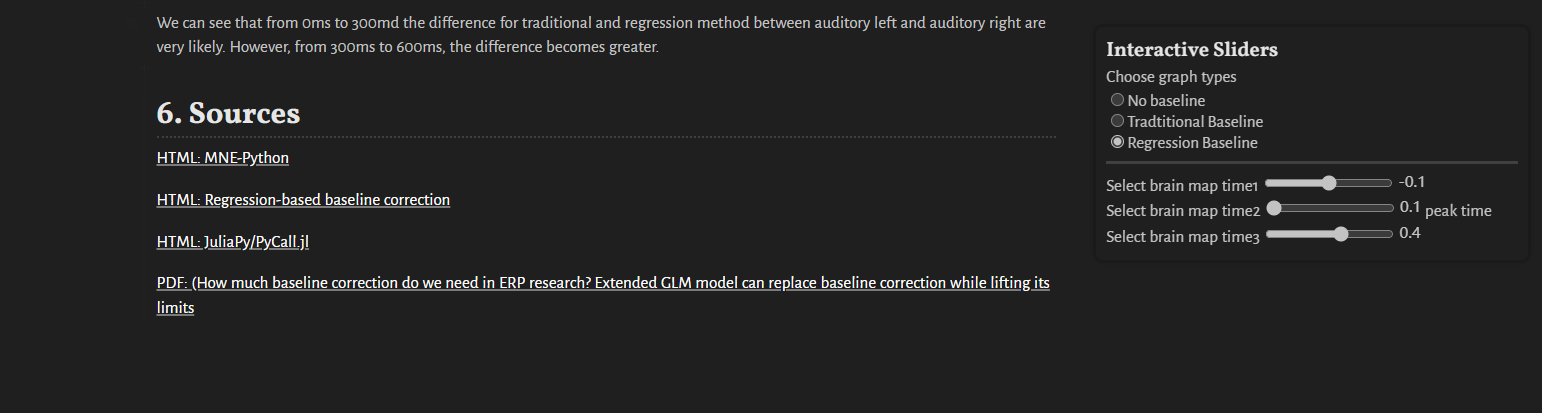 We can see that from 0ms to 300md the difference for traditional and regression method between auditory left and auditory right are
very likely. However, from 300ms to 600ms, the difference becomes greater.
6. Sources
HTML: MNE-Python
HTML: Regression-based baseline correction
HTML: JuliaPy/PyCall.jl
PDF: (How much baseline correction do we need in ERP research? Extended GLM model can replace baseline correction while lifting its
limits
Interactive Sliders
Choose graph types
No baseline
Tradtitional Baseline
Regression Baseline
Select brain map time1 -0.1
Select brain map time2 0.1 peak time
Select brain map time3 0.4